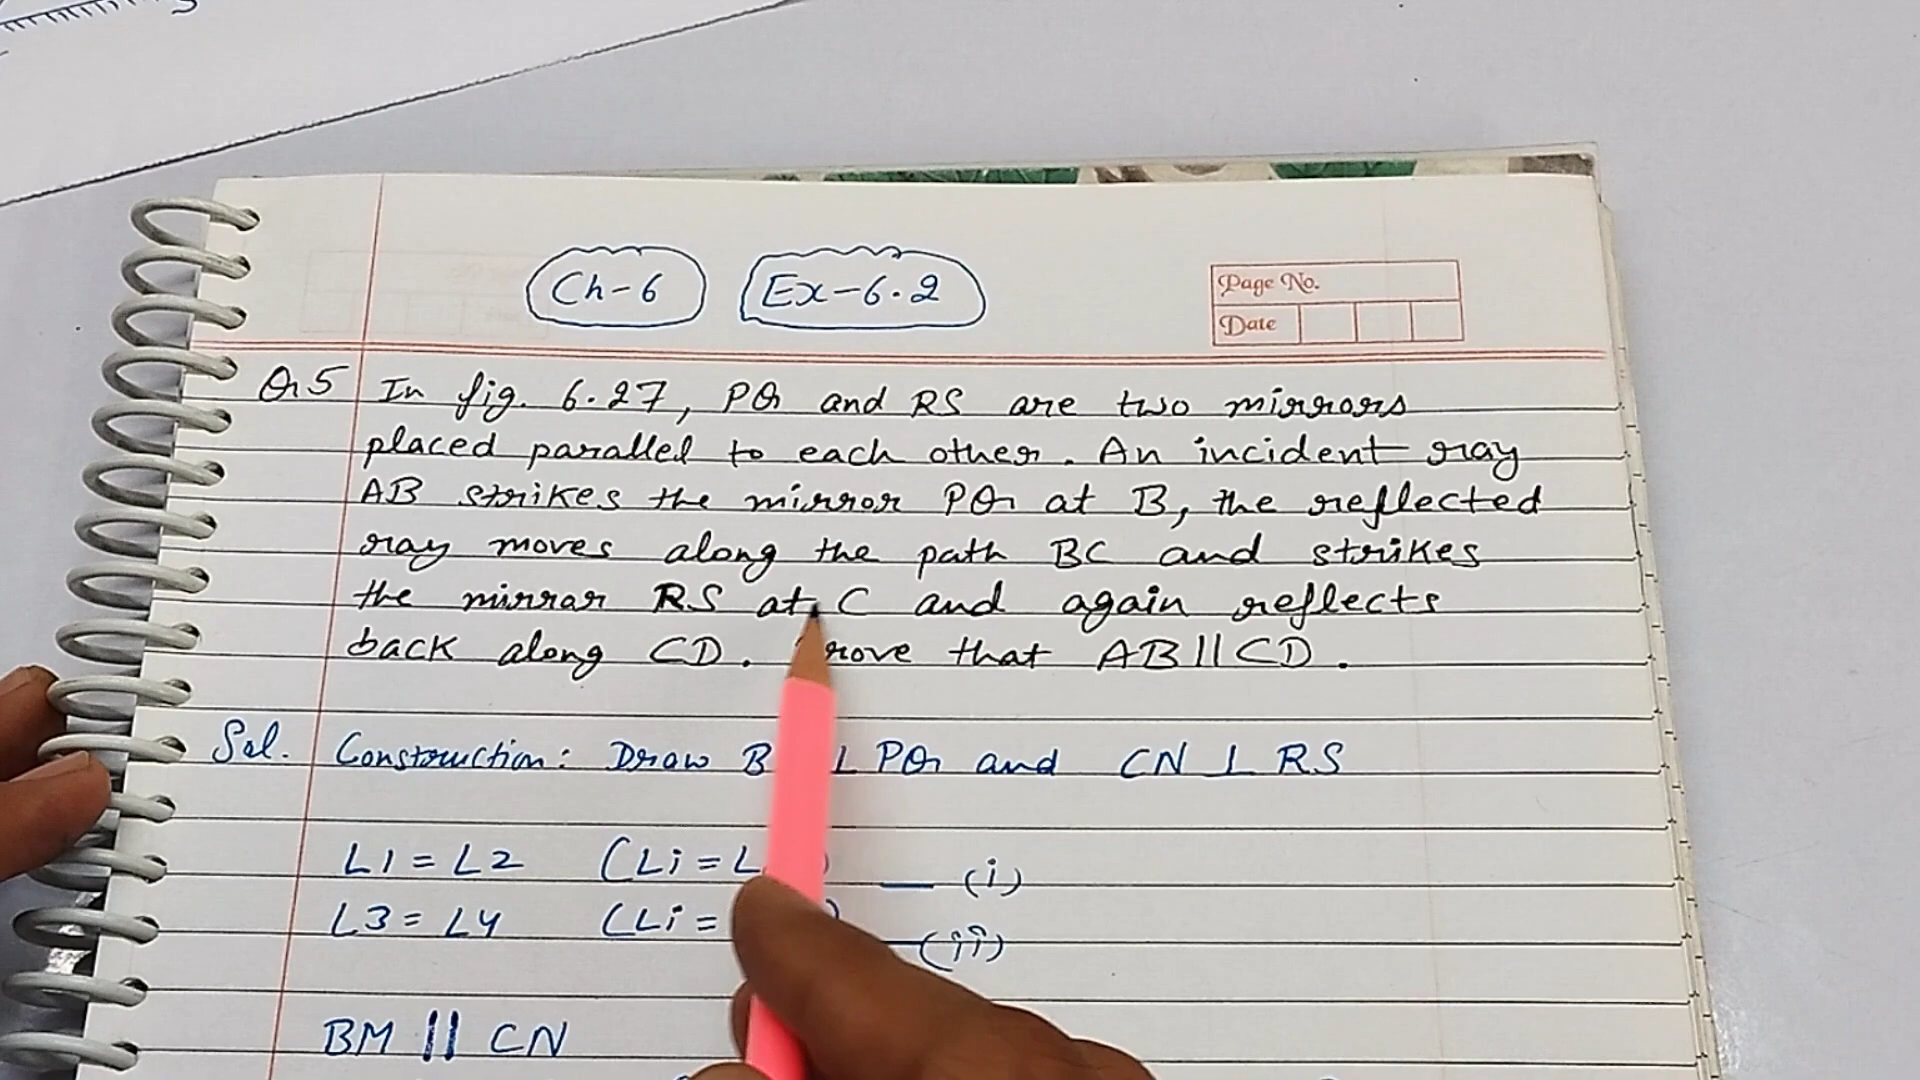 Ch-6 Ex-6.2
Page No.
Date
Q5 In fig. 6.27, PQ and RS are two mirrors
placed parallel to each other. An incident ray
AB strikes the mirror PQ at B, the reflected
ray moves along the path BC and strikes
the mirror RS at C and again reflects
back along CD. Prove that AB||CD.
Sol. Construction: Draw B ⊥ PQ and CN ⊥ RS
∠1 = ∠2 (∠i = ∠ ) — (i)
∠3 = ∠4 (∠i = ) — (ii)
BM || CN